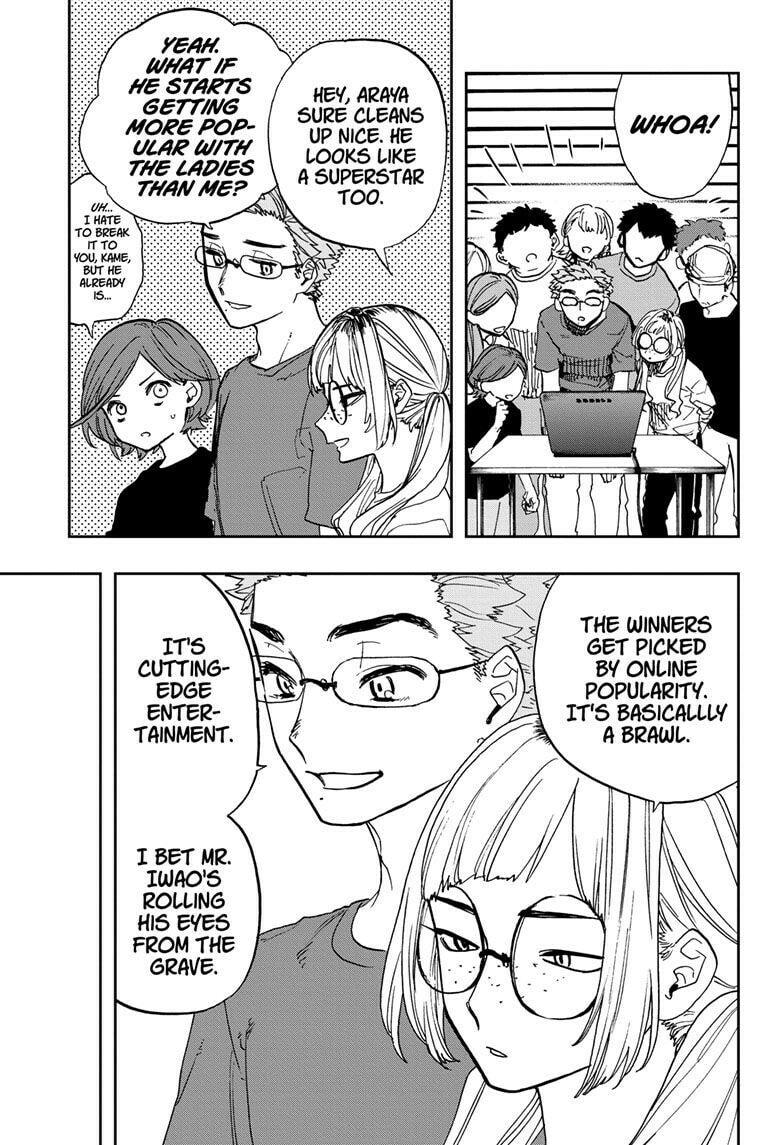 WHOA!
HEY, ARAYA
SURE CLEANS
UP NICE. HE
LOOKS LIKE
A SUPERSTAR
TOO.
YEAH.
WHAT IF
HE STARTS
GETTING
MORE POP-
ULAR WITH
THE LADIES
THAN ME?
UH...
I HATE
TO BREAK
IT TO
YOU, KAME,
BUT HE
ALREADY
IS...
THE WINNERS
GET PICKED
BY ONLINE
POPULARITY.
IT'S BASICALLLY
A BRAWL.
IT'S
CUTTING-
EDGE
ENTER-
TAINMENT.
I BET MR.
IWAO'S
ROLLING
HIS EYES
FROM THE
GRAVE.